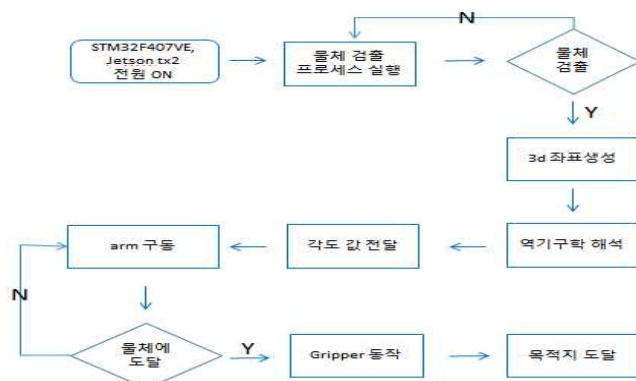 N
STM32F407VE,
Jetson tx2
전원 ON
물체 검출
프로세스 실행
물체
검출
Y
3d 좌표생성
arm 구동
각도 값 전달
역기구학 해석
N
물체에
도달
Y
Gripper 동작
목적지 도달